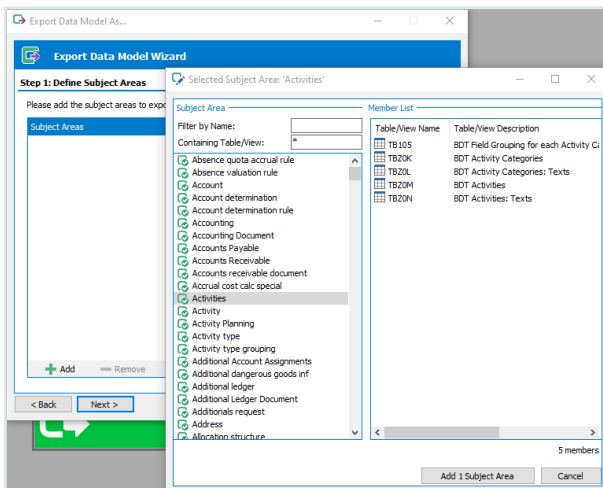 Export Data Model As...
Export Data Model Wizard
Step 1: Define Subject Areas
Please add the subject areas to
Subject Areas
Add
Remove
< Back
Next >
Selected Subject Area: 'Activities'
Subject Area
Filter by Name:
Containing Table/View: *
Absence quota accrual rule
Absence valuation rule
Account
Account determination
Account determination rule
Accounting
Accounting Document
Accounts Payable
Accounts Receivable
Accounts receivable document
Accrual cost calc special
Activities
Activity
Activity Planning
Activity type
Activity type grouping
Additional Account Assignments
Additional dangerous goods inf
Additional ledger
Additional Ledger Document
Additionals request
Address
Allocation structure
Member List
Table/View Name Table/View Description
TB105 BDT Field Grouping for each Activity
TBZ0K BDT Activity Categories
TBZ0L BDT Activity Categories: Texts
TBZ0M BDT Activities
TBZ0N BDT Activities: Texts
5 members
Add 1 Subject Area
Cancel